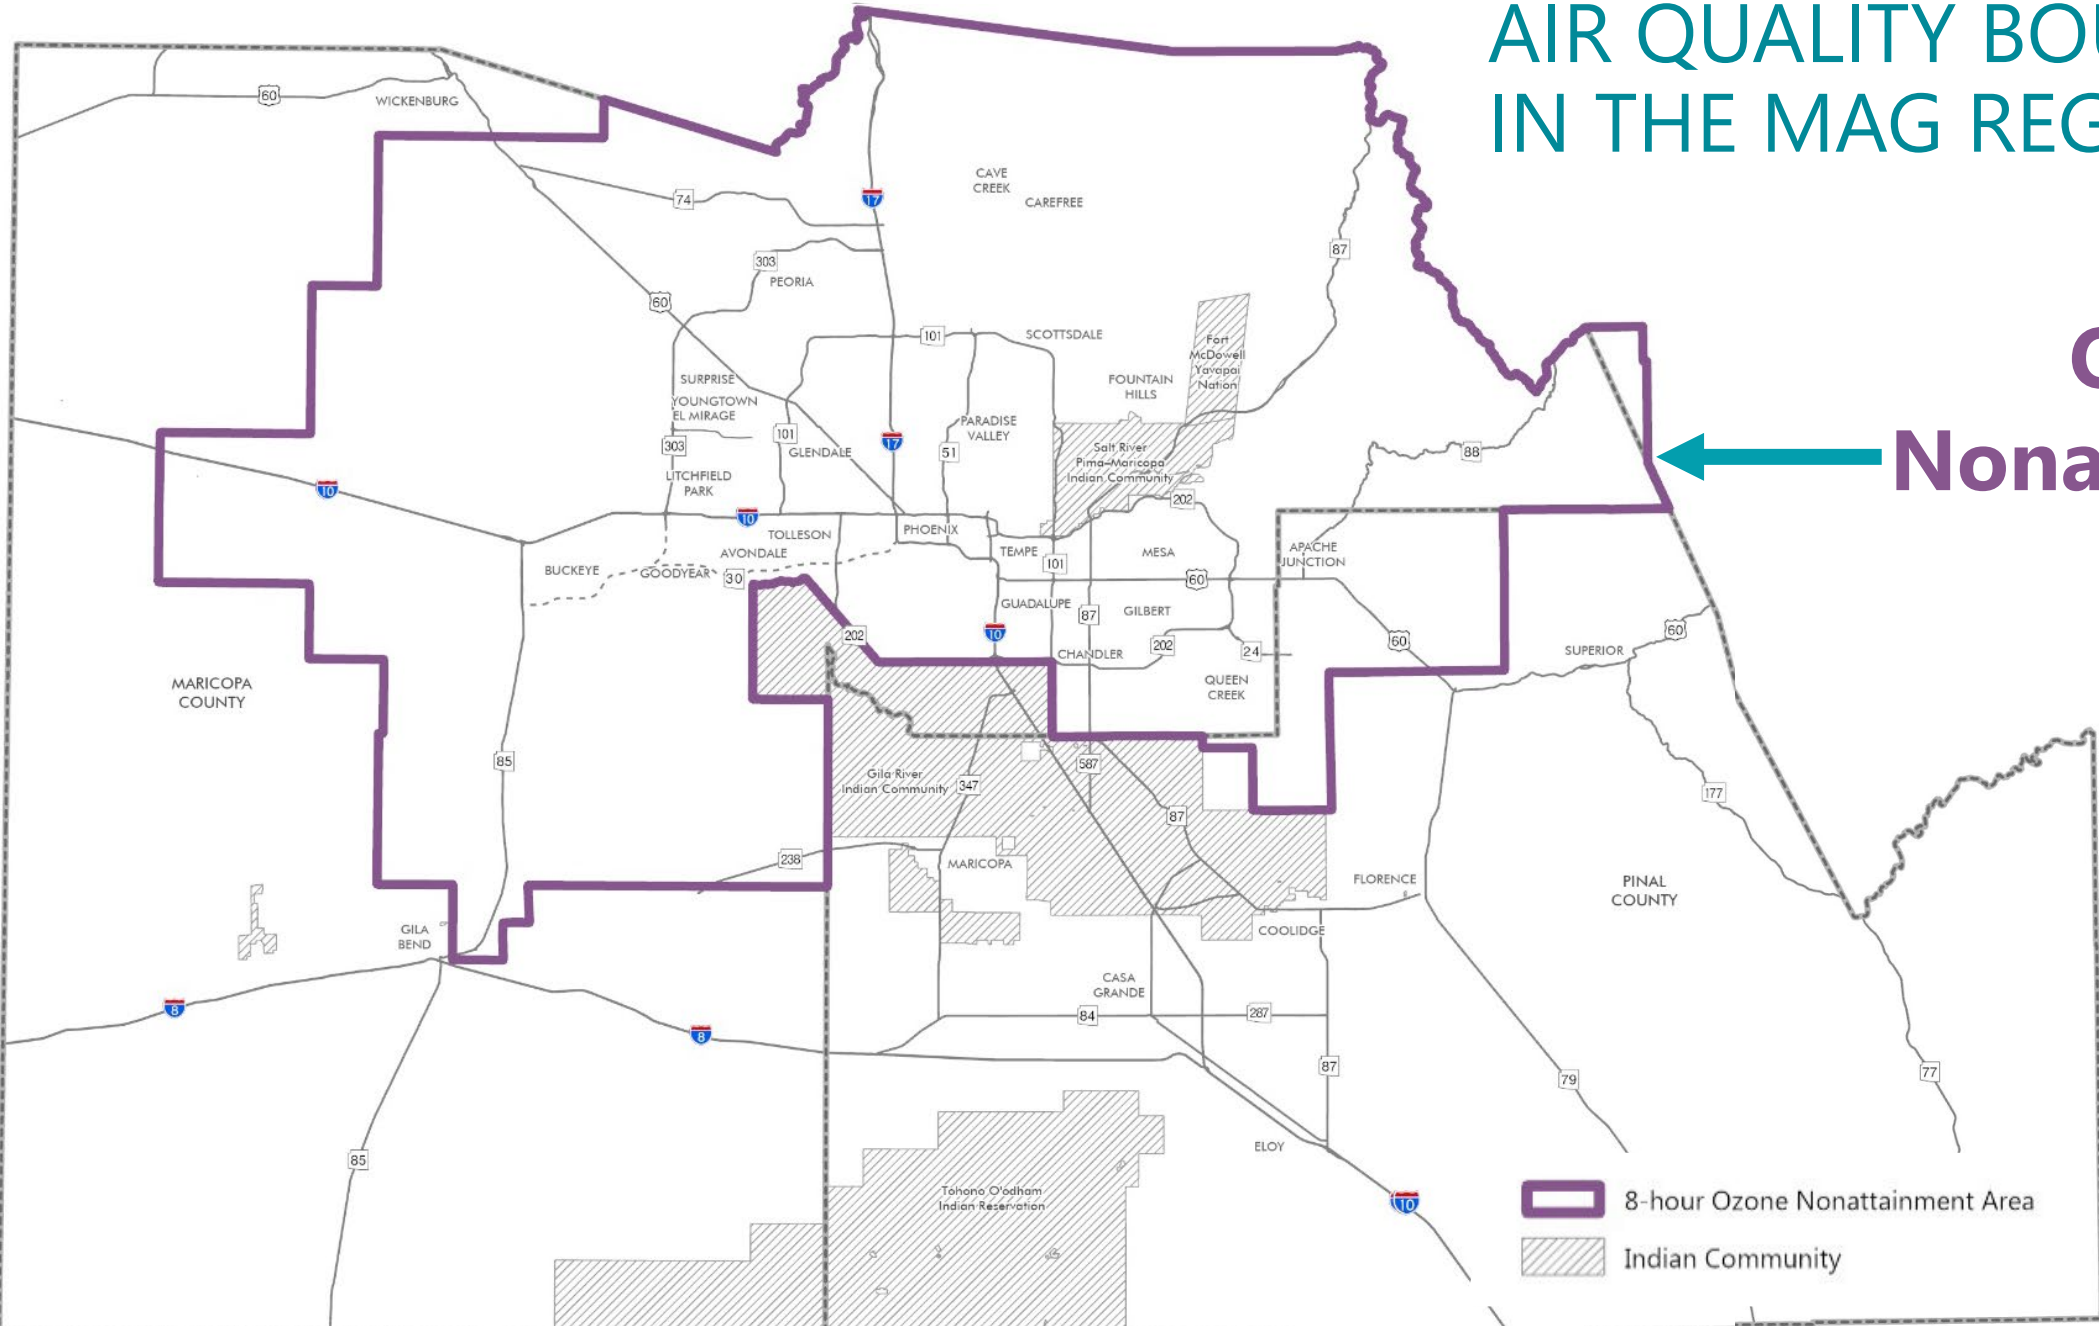 AIR QUALITY BOU
IN THE MAG REG
60
WICKENBURG
74
17
CAVE
CREEK
CAREFREE
87
303
PEORIA
60
101
SCOTTSDALE
Fort
McDowell
Yavapai
Nation
SURPRISE
FOUNTAIN
HILLS
YOUNGTOWN
EL MIRAGE
PARADISE
VALLEY
303
101
GLENDALE
17
51
Salt River
Pima-Maricopa
Indian Community
88
Nona
LITCHFIELD
PARK
10
10
202
TOLLESON
PHOENIX
AVONDALE
TEMPE
101
MESA
APACHE
JUNCTION
BUCKEYE
GOODYEAR
30
60
GUADALUPE
87
GILBERT
202
10
202
60
60
CHANDLER
24
SUPERIOR
MARICOPA
COUNTY
QUEEN
CREEK
85
587
Gila River
Indian Community
347
177
87
238
MARICOPA
FLORENCE
PINAL
COUNTY
GILA
BEND
COOLIDGE
CASA
GRANDE
8
8
84
287
87
79
77
85
ELOY
Tohono O'odham
Indian Reservation
10
8-hour Ozone Nonattainment Area
Indian Community